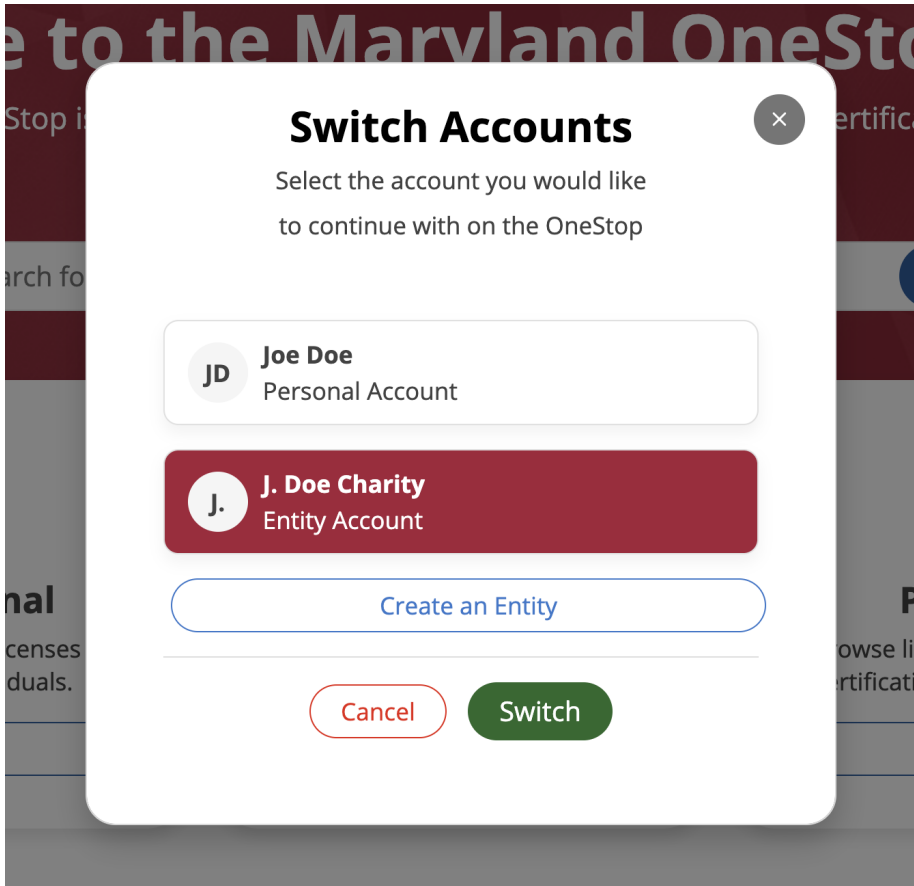 e to the Maryland OneSto
Stop is
ertifica
Switch Accounts
Select the account you would like
to continue with on the OneStop
arch fo
JD
Joe Doe
Personal Account
J.
J. Doe Charity
Entity Account
Create an Entity
nal
P
censes
owse li
duals.
ertificati
Cancel
Switch